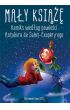 MAŁY KSIĄŻĘ
Komiks według powieści
Antoine'a de Saint-Exupéry'ego